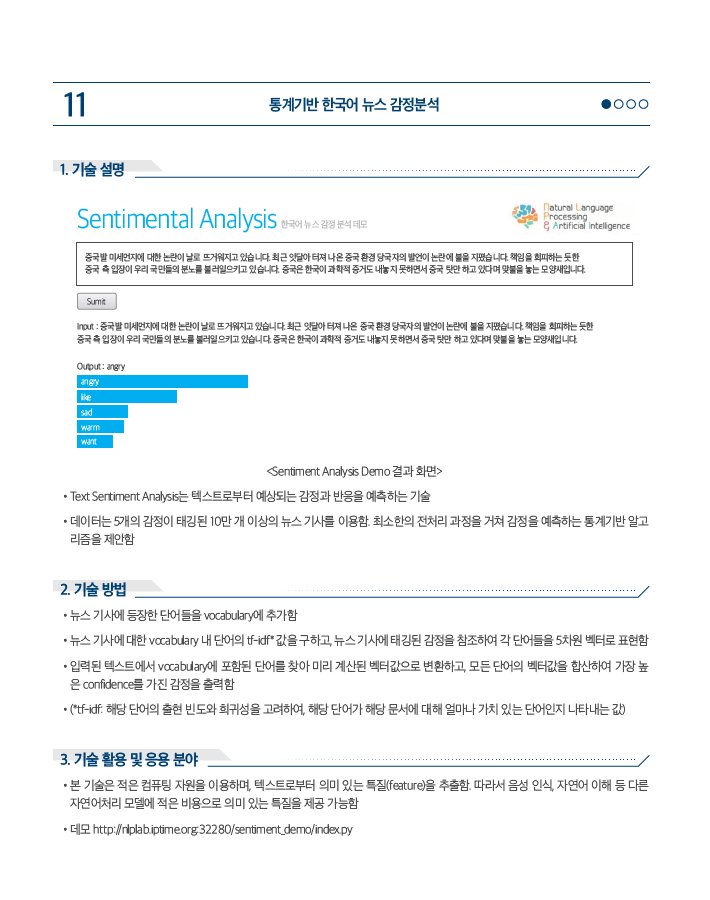 11
통계기반 한국어 뉴스 감정분석
1. 기술 설명
Sentimental Analysis 한국어 뉴스 감정 분석 데모
Natural Language
Processing
& Artificial Intelligence
중국발 미세먼지에 대한 논란이 날로 뜨거워지고 있습니다. 최근 잇달아 터져 나온 중국 환경 당국자의 발언이 논란에 불을 지폈습니다. 책임을 회피하는 듯한
중국 측 입장이 우리 국민들의 분노를 불러일으키고 있습니다. 중국은 한국이 과학적 증거도 내놓지 못하면서 중국 탓만 하고 있다며 맞불을 놓는 모양새입니다.
Sumit
Input : 중국발 미세먼지에 대한 논란이 날로 뜨거워지고 있습니다. 최근 잇달아 터져 나온 중국 환경 당국자의 발언이 논란에 불을 지폈습니다. 책임을 회피하는 듯한
중국 측 입장이 우리 국민들의 분노를 불러일으키고 있습니다. 중국은 한국이 과학적 증거도 내놓지 못하면서 중국 탓만 하고 있다며 맞불을 놓는 모양새입니다.
Output : angry
angry
like
sad
warm
want
<Sentiment Analysis Demo 결과 화면>
• Text Sentiment Analysis는 텍스트로부터 예상되는 감정과 반응을 예측하는 기술
• 데이터는 5개의 감정이 태깅된 10만 개 이상의 뉴스 기사를 이용함. 최소한의 전처리 과정을 거쳐 감정을 예측하는 통계기반 알고
리즘을 제안함
2. 기술 방법
• 뉴스 기사에 등장한 단어들을 vocabulary에 추가함
• 뉴스 기사에 대한 vocabulary 내 단어의 tf-idf* 값을 구하고, 뉴스 기사에 태깅된 감정을 참조하여 각 단어들을 5차원 벡터로 표현함
• 입력된 텍스트에서 vocabulary에 포함된 단어를 찾아 미리 계산된 벡터값으로 변환하고, 모든 단어의 벡터값을 합산하여 가장 높
은 confidence를 가진 감정을 출력함
• (*tf-idf: 해당 단어의 출현 빈도와 희귀성을 고려하여, 해당 단어가 해당 문서에 대해 얼마나 가치 있는 단어인지 나타내는 값)
3. 기술 활용 및 응용 분야
• 본 기술은 적은 컴퓨팅 자원을 이용하며, 텍스트로부터 의미 있는 특질(feature)을 추출함. 따라서 음성 인식, 자연어 이해 등 다른
자연어처리 모델에 적은 비용으로 의미 있는 특질을 제공 가능함
• 데모 http://nlplab.iptime.org:32280/sentiment_demo/index.py